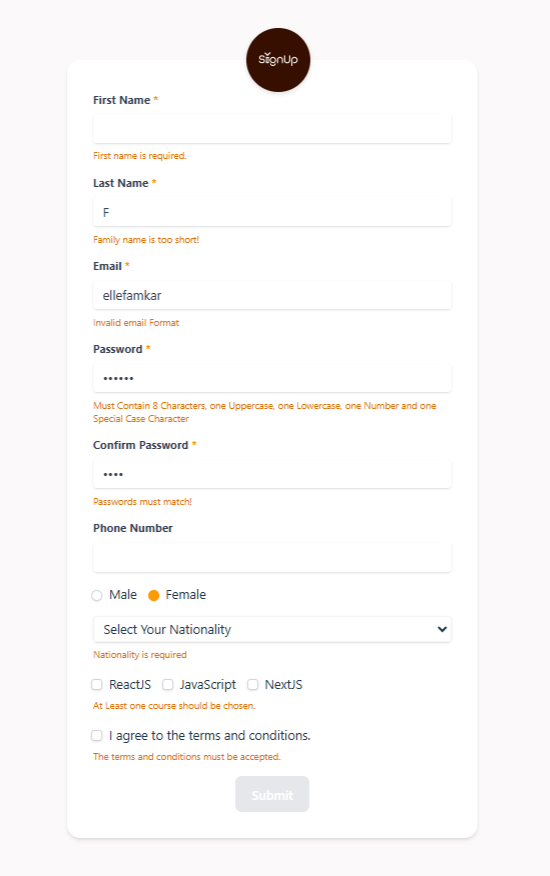 SignUp
First Name *
First name is required.
Last Name *
F
Family name is too short!
Email *
ellefamkar
Invalid email Format
Password *
••••••
Must Contain 8 Characters, one Uppercase, one Lowercase, one Number and one
Special Case Character
Confirm Password *
••••
Passwords must match!
Phone Number
Male Female
Select Your Nationality
Nationality is required
ReactJS JavaScript NextJS
At Least one course should be chosen.
I agree to the terms and conditions.
The terms and conditions must be accepted.
Submit